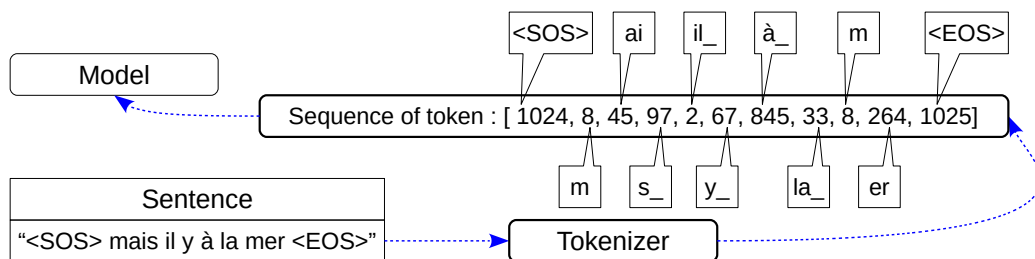 <SOS> ai il_ à_ m <EOS>
Model
Sequence of token : [ 1024, 8, 45, 97, 2, 67, 845, 33, 8, 264, 1025]
m s_ y_ la_ er
Sentence
“<SOS> mais il y à la mer <EOS>”
Tokenizer